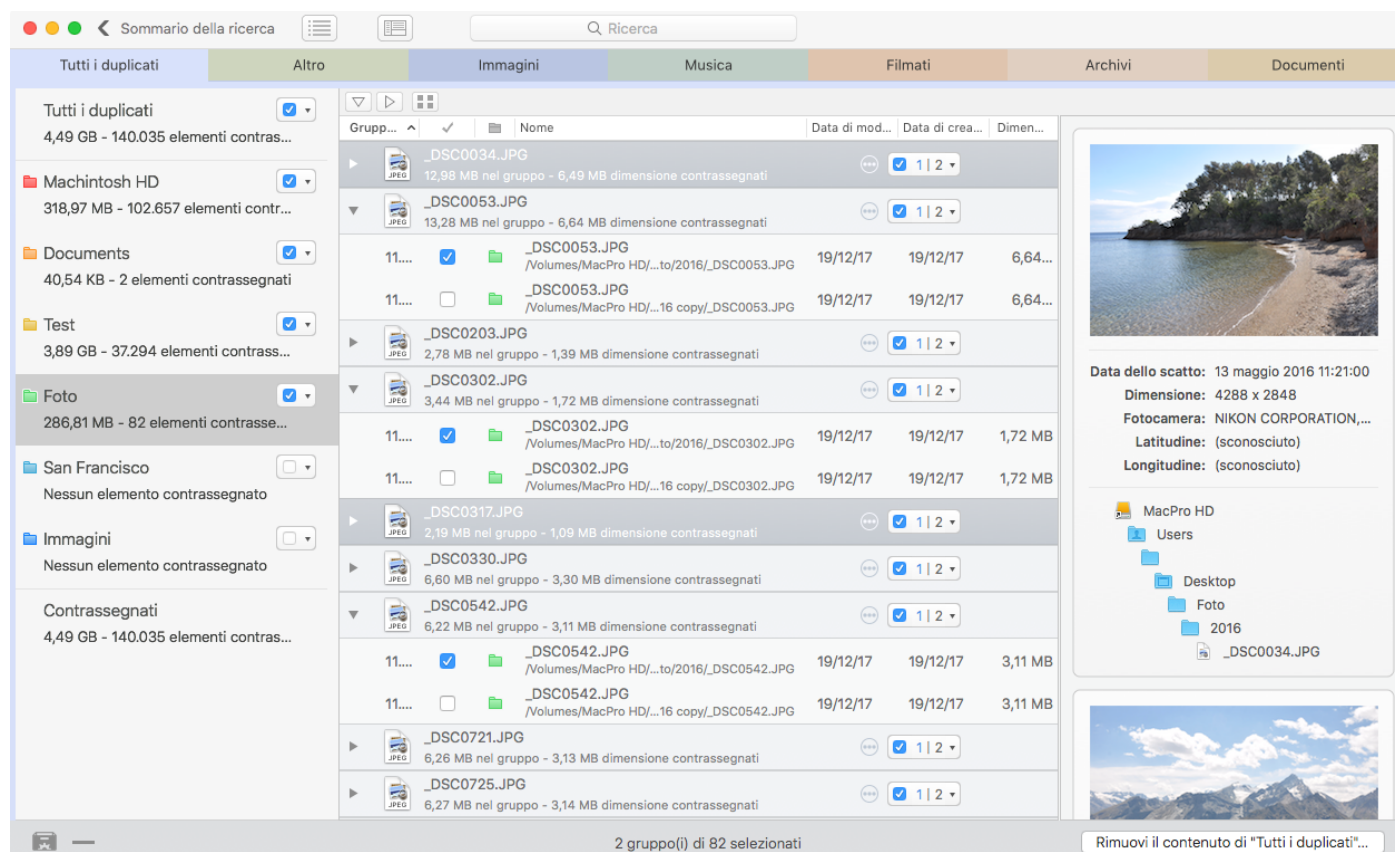 Sommario della ricerca
Ricerca
Tutti i duplicati Altro Immagini Musica Filmati Archivi Documenti
Tutti i duplicati
4,49 GB - 140.035 elementi contras...
Machintosh HD
318,97 MB - 102.657 elementi contr...
Documents
40,54 KB - 2 elementi contrassegnati
Test
3,89 GB - 37.294 elementi contrass...
Foto
286,81 MB - 82 elementi contrasse...
San Francisco
Nessun elemento contrassegnato
Immagini
Nessun elemento contrassegnato
Contrassegnati
4,49 GB - 140.035 elementi contras...
Grupp... Nome Data di mod... Data di crea... Dimen...
_DSC0034.JPG
JPEG 12,98 MB nel gruppo - 6,49 MB dimensione contrassegnati 1 | 2
_DSC0053.JPG
JPEG 13,28 MB nel gruppo - 6,64 MB dimensione contrassegnati 1 | 2
11.... _DSC0053.JPG 19/12/17 19/12/17 6,64...
/Volumes/MacPro HD/...to/2016/_DSC0053.JPG
11.... _DSC0053.JPG 19/12/17 19/12/17 6,64...
/Volumes/MacPro HD/...16 copy/_DSC0053.JPG
_DSC0203.JPG
JPEG 2,78 MB nel gruppo - 1,39 MB dimensione contrassegnati 1 | 2
_DSC0302.JPG
JPEG 3,44 MB nel gruppo - 1,72 MB dimensione contrassegnati 1 | 2
11.... _DSC0302.JPG 19/12/17 19/12/17 1,72 MB
/Volumes/MacPro HD/...to/2016/_DSC0302.JPG
11.... _DSC0302.JPG 19/12/17 19/12/17 1,72 MB
/Volumes/MacPro HD/...16 copy/_DSC0302.JPG
_DSC0317.JPG
JPEG 2,19 MB nel gruppo - 1,09 MB dimensione contrassegnati 1 | 2
_DSC0330.JPG
JPEG 6,60 MB nel gruppo - 3,30 MB dimensione contrassegnati 1 | 2
_DSC0542.JPG
JPEG 6,22 MB nel gruppo - 3,11 MB dimensione contrassegnati 1 | 2
11.... _DSC0542.JPG 19/12/17 19/12/17 3,11 MB
/Volumes/MacPro HD/...to/2016/_DSC0542.JPG
11.... _DSC0542.JPG 19/12/17 19/12/17 3,11 MB
/Volumes/MacPro HD/...16 copy/_DSC0542.JPG
_DSC0721.JPG
JPEG 6,26 MB nel gruppo - 3,13 MB dimensione contrassegnati 1 | 2
_DSC0725.JPG
JPEG 6,27 MB nel gruppo - 3,14 MB dimensione contrassegnati 1 | 2
Data dello scatto: 13 maggio 2016 11:21:00
Dimensione: 4288 x 2848
Fotocamera: NIKON CORPORATION,...
Latitudine: (sconosciuto)
Longitudine: (sconosciuto)
MacPro HD
Users
Desktop
Foto
2016
_DSC0034.JPG
2 gruppo(i) di 82 selezionati
Rimuovi il contenuto di "Tutti i duplicati"...